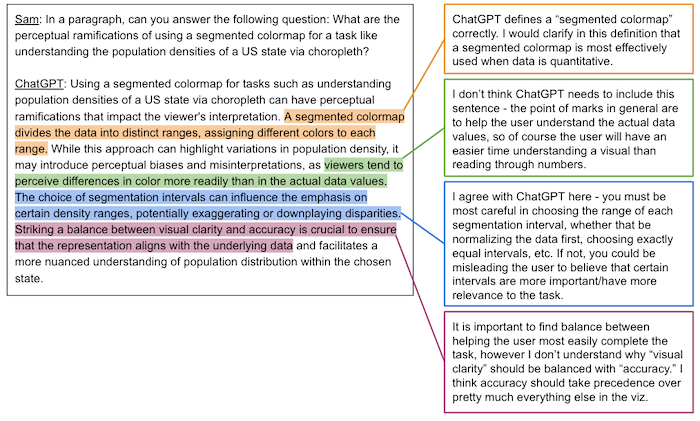 Sam: In a paragraph, can you answer the following question: What are the
perceptual ramifications of using a segmented colormap for a task like
understanding the population densities of a US state via choropleth?
ChatGPT: Using a segmented colormap for tasks such as understanding
population densities of a US state via choropleth can have perceptual
ramifications that impact the viewer's interpretation. A segmented colormap
divides the data into distinct ranges, assigning different colors to each
range. While this approach can highlight variations in population density, it
may introduce perceptual biases and misinterpretations, as viewers tend to
perceive differences in color more readily than in the actual data values.
The choice of segmentation intervals can influence the emphasis on
certain density ranges, potentially exaggerating or downplaying disparities.
Striking a balance between visual clarity and accuracy is crucial to ensure
that the representation aligns with the underlying data and facilitates a
more nuanced understanding of population distribution within the chosen
state.
ChatGPT defines a “segmented colormap”
correctly. I would clarify in this definition that
a segmented colormap is most effectively
used when data is quantitative.
I don’t think ChatGPT needs to include this
sentence - the point of marks in general are
to help the user understand the actual data
values, so of course the user will have an
easier time understanding a visual than
reading through numbers.
I agree with ChatGPT here - you must be
most careful in choosing the range of each
segmentation interval, whether that be
normalizing the data first, choosing exactly
equal intervals, etc. If not, you could be
misleading the user to believe that certain
intervals are more important/have more
relevance to the task.
It is important to find balance between
helping the user most easily complete the
task, however I don’t understand why “visual
clarity” should be balanced with “accuracy.” I
think accuracy should take precedence over
pretty much everything else in the viz.